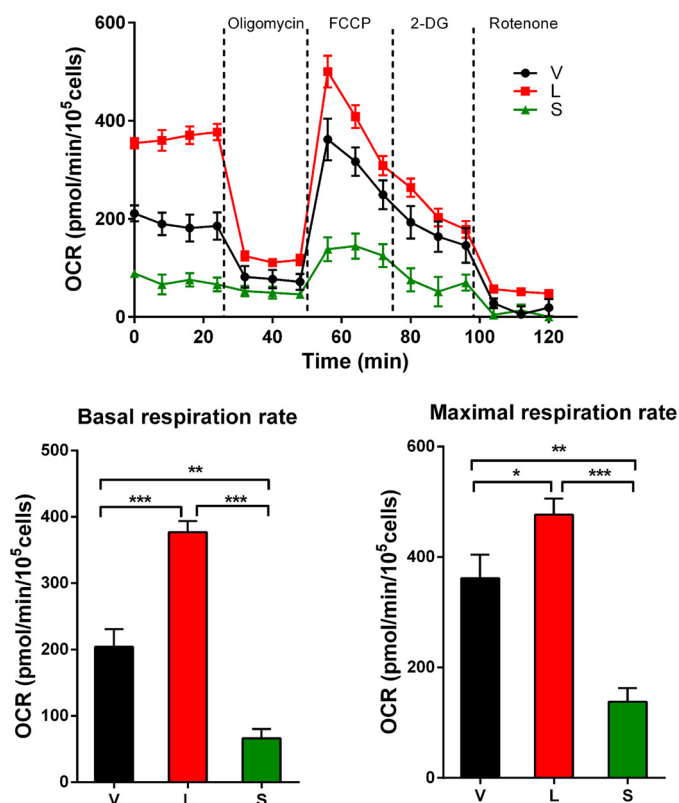 Oligomycin FCCP 2-DG Rotenone
600
400
200
0
OCR (pmol/min/10⁵cells)
V
L
S
0 20 40 60 80 100 120
Time (min)
Basal respiration rate
500
400
300
200
100
0
OCR (pmol/min/10⁵cells)
**
*** ***
V L S
Maximal respiration rate
600
400
200
0
OCR (pmol/min/10⁵cells)
**
* ***
V L S